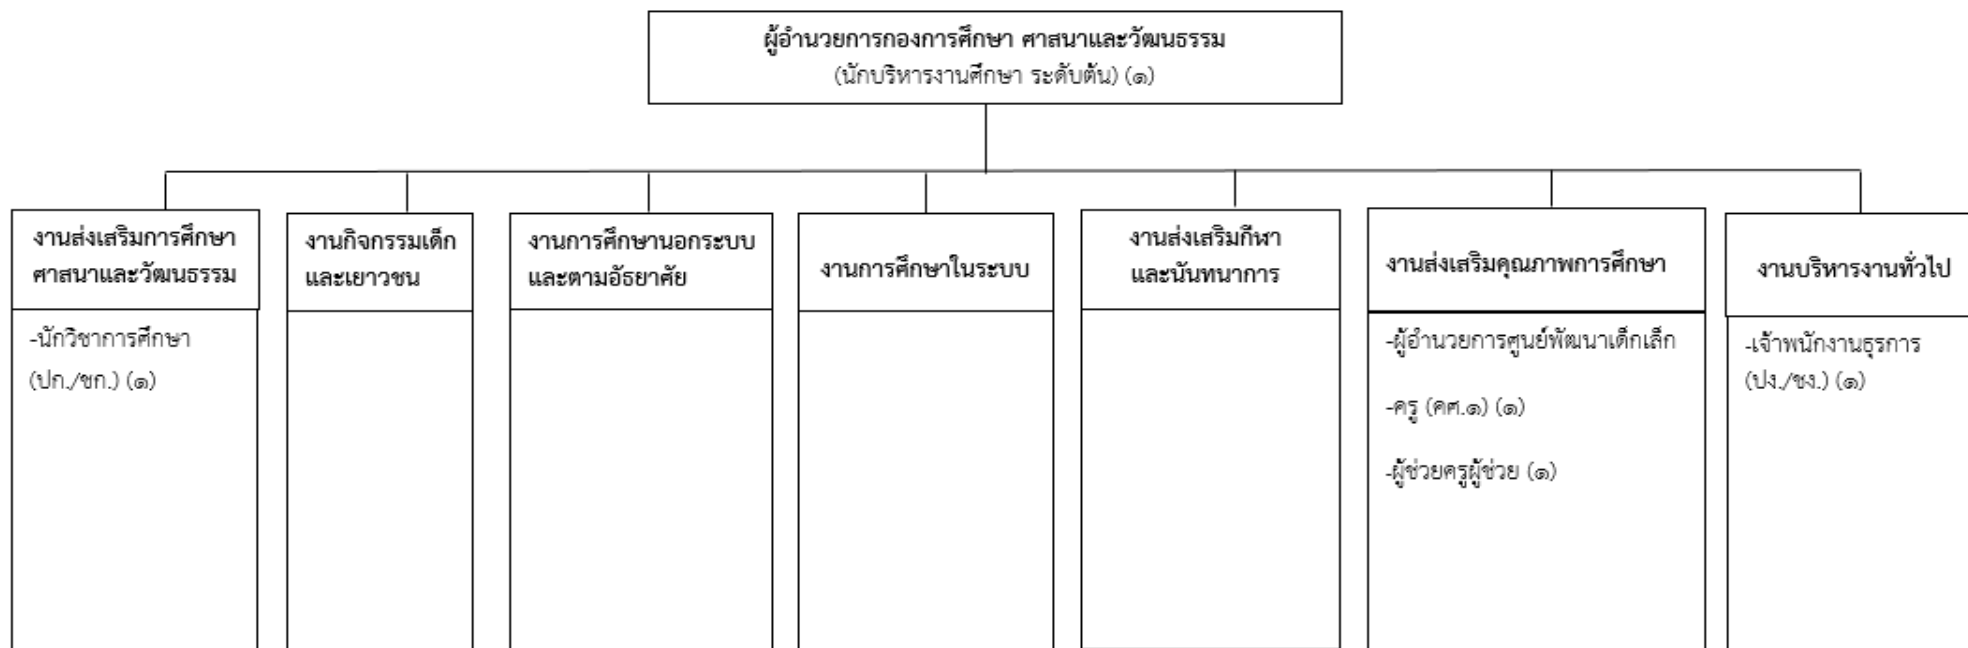 ผู้อำนวยการกองการศึกษา ศาสนาและวัฒนธรรม
(นักบริหารงานศึกษา ระดับต้น) (๑)
งานส่งเสริมการศึกษา
ศาสนาและวัฒนธรรม
-นักวิชาการศึกษา
(ปก./ชก.) (๑)
งานกิจกรรมเด็ก
และเยาวชน
งานการศึกษานอกระบบ
และตามอัธยาศัย
งานการศึกษาในระบบ
งานส่งเสริมกีฬา
และนันทนาการ
งานส่งเสริมคุณภาพการศึกษา
-ผู้อำนวยการศูนย์พัฒนาเด็กเล็ก
-ครู (คศ.๑) (๑)
-ผู้ช่วยครูผู้ช่วย (๑)
งานบริหารงานทั่วไป
-เจ้าพนักงานธุรการ
(ปง./ชง.) (๑)